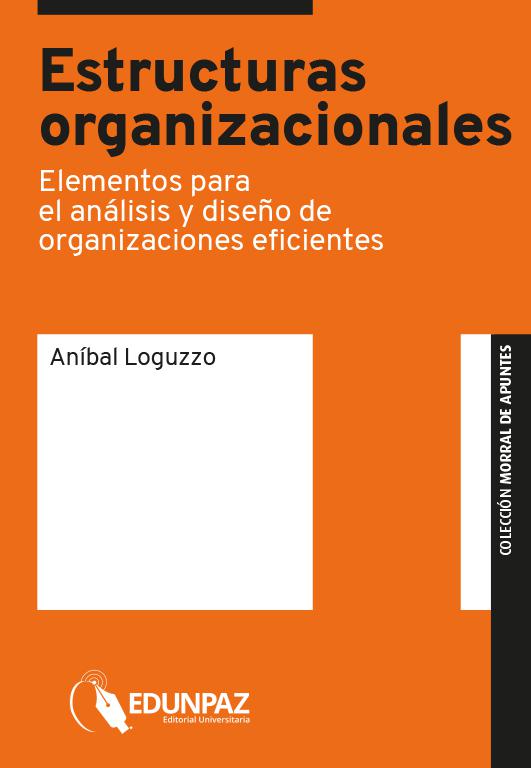 Estructuras
organizacionales
Elementos para
el análisis y diseño de
organizaciones eficientes
Aníbal Loguzzo
COLECCIÓN MORRAL DE APUNTES
EDUNPAZ
Editorial Universitaria